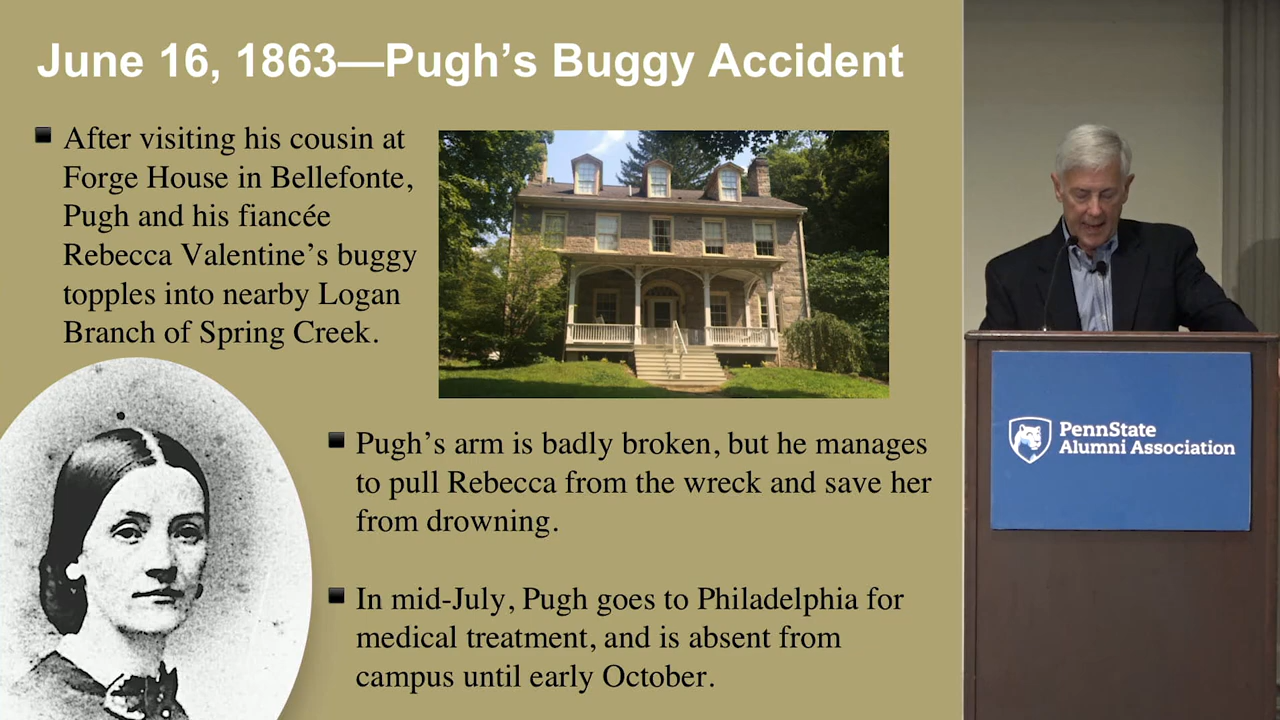 June 16, 1863—Pugh’s Buggy Accident
After visiting his cousin at
Forge House in Bellefonte,
Pugh and his fiancée
Rebecca Valentine’s buggy
topples into nearby Logan
Branch of Spring Creek.
Pugh’s arm is badly broken, but he manages
to pull Rebecca from the wreck and save her
from drowning.
In mid-July, Pugh goes to Philadelphia for
medical treatment, and is absent from
campus until early October.
PennState
Alumni Association